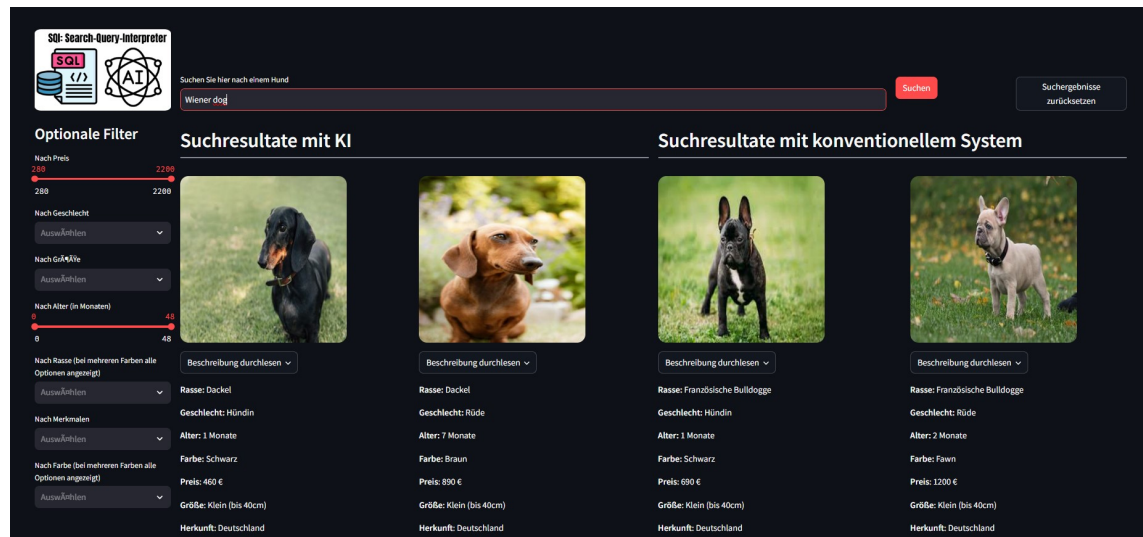 SQI: Search-Query-Interpreter
SQL
</>
AI
Suchen Sie hier nach einem Hund
Wiener dog
Suchen
Suchergebnisse
zurücksetzen
Optionale Filter
Nach Preis
280 2200
280 2200
Nach Geschlecht
AuswÃ¤hlen
Nach GrÃ¶ÃŸe
AuswÃ¤hlen
Nach Alter (in Monaten)
0 48
0 48
Nach Rasse (bei mehreren Farben alle
Optionen angezeigt)
AuswÃ¤hlen
Nach Merkmalen
AuswÃ¤hlen
Nach Farbe (bei mehreren Farben alle
Optionen angezeigt)
AuswÃ¤hlen
Suchresultate mit KI
Beschreibung durchlesen
Rasse: Dackel
Geschlecht: Hündin
Alter: 1 Monate
Farbe: Schwarz
Preis: 460 €
Größe: Klein (bis 40cm)
Herkunft: Deutschland
Beschreibung durchlesen
Rasse: Dackel
Geschlecht: Rüde
Alter: 7 Monate
Farbe: Braun
Preis: 890 €
Größe: Klein (bis 40cm)
Herkunft: Deutschland
Suchresultate mit konventionellem System
Beschreibung durchlesen
Rasse: Französische Bulldogge
Geschlecht: Hündin
Alter: 1 Monate
Farbe: Schwarz
Preis: 690 €
Größe: Klein (bis 40cm)
Herkunft: Deutschland
Beschreibung durchlesen
Rasse: Französische Bulldogge
Geschlecht: Rüde
Alter: 2 Monate
Farbe: Fawn
Preis: 1200 €
Größe: Klein (bis 40cm)
Herkunft: Deutschland